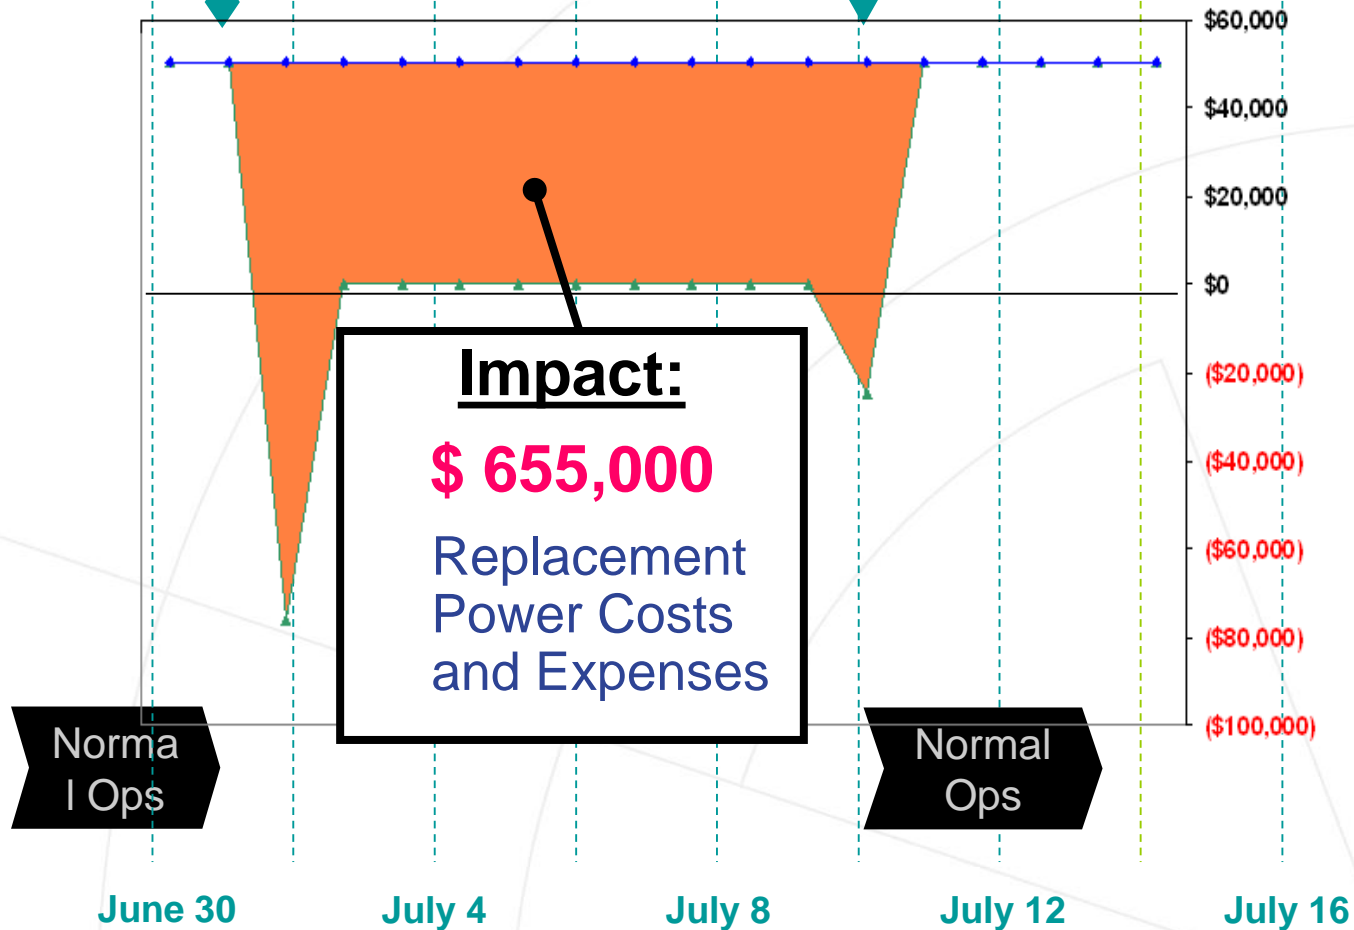 $60,000
$40,000
$20,000
$0
($20,000)
($40,000)
($60,000)
($80,000)
($100,000)
Impact:
$ 655,000
Replacement
Power Costs
and Expenses
Norma
l Ops
Normal
Ops
June 30
July 4
July 8
July 12
July 16